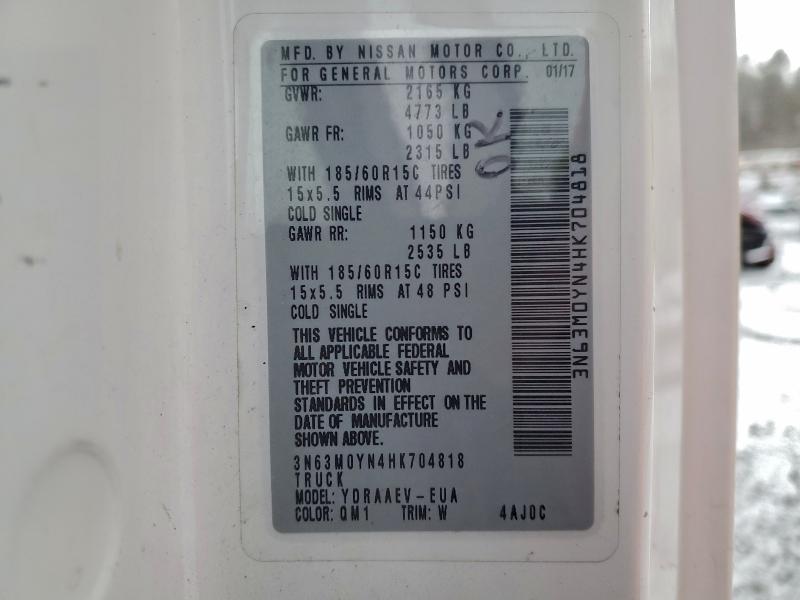 MFD. BY NISSAN MOTOR CO., LTD.
FOR GENERAL MOTORS CORP. 01/17
GVWR: 2165 KG
4773 LB
GAWR FR: 1050 KG
2315 LB
WITH 185/60R15C TIRES
15x5.5 RIMS AT 44PSI
COLD SINGLE
GAWR RR: 1150 KG
2535 LB
WITH 185/60R15C TIRES
15x5.5 RIMS AT 48 PSI
COLD SINGLE
THIS VEHICLE CONFORMS TO
ALL APPLICABLE FEDERAL
MOTOR VEHICLE SAFETY AND
THEFT PREVENTION
STANDARDS IN EFFECT ON THE
DATE OF MANUFACTURE
SHOWN ABOVE.
3N63M0YN4HK704818
TRUCK
MODEL: YDRAAEV-EUA
COLOR: QM1 TRIM: W 4AJ0C
OK
3N63M0YN4HK704818